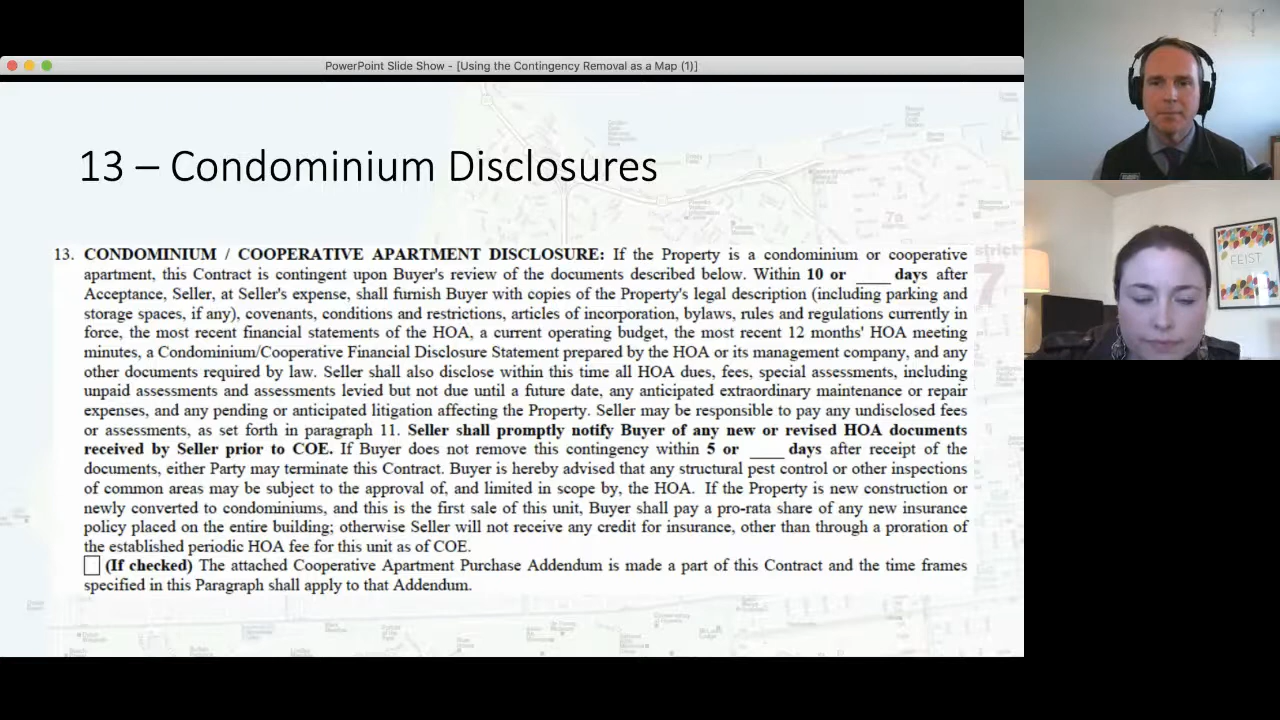 PowerPoint Slide Show - [Using the Contingency Removal as a Map (1)]
13 – Condominium Disclosures
13. CONDOMINIUM / COOPERATIVE APARTMENT DISCLOSURE: If the Property is a condominium or cooperative
apartment, this Contract is contingent upon Buyer's review of the documents described below. Within 10 or ____ days after
Acceptance, Seller, at Seller's expense, shall furnish Buyer with copies of the Property's legal description (including parking and
storage spaces, if any), covenants, conditions and restrictions, articles of incorporation, bylaws, rules and regulations currently in
force, the most recent financial statements of the HOA, a current operating budget, the most recent 12 months' HOA meeting
minutes, a Condominium/Cooperative Financial Disclosure Statement prepared by the HOA or its management company, and any
other documents required by law. Seller shall also disclose within this time all HOA dues, fees, special assessments, including
unpaid assessments and assessments levied but not due until a future date, any anticipated extraordinary maintenance or repair
expenses, and any pending or anticipated litigation affecting the Property. Seller may be responsible to pay any undisclosed fees
or assessments, as set forth in paragraph 11. Seller shall promptly notify Buyer of any new or revised HOA documents
received by Seller prior to COE. If Buyer does not remove this contingency within 5 or ____ days after receipt of the
documents, either Party may terminate this Contract. Buyer is hereby advised that any structural pest control or other inspections
of common areas may be subject to the approval of, and limited in scope by, the HOA. If the Property is new construction or
newly converted to condominiums, and this is the first sale of this unit, Buyer shall pay a pro-rata share of any new insurance
policy placed on the entire building; otherwise Seller will not receive any credit for insurance, other than through a proration of
the established periodic HOA fee for this unit as of COE.
(If checked) The attached Cooperative Apartment Purchase Addendum is made a part of this Contract and the time frames
specified in this Paragraph shall apply to that Addendum.
7a
7
FEIST